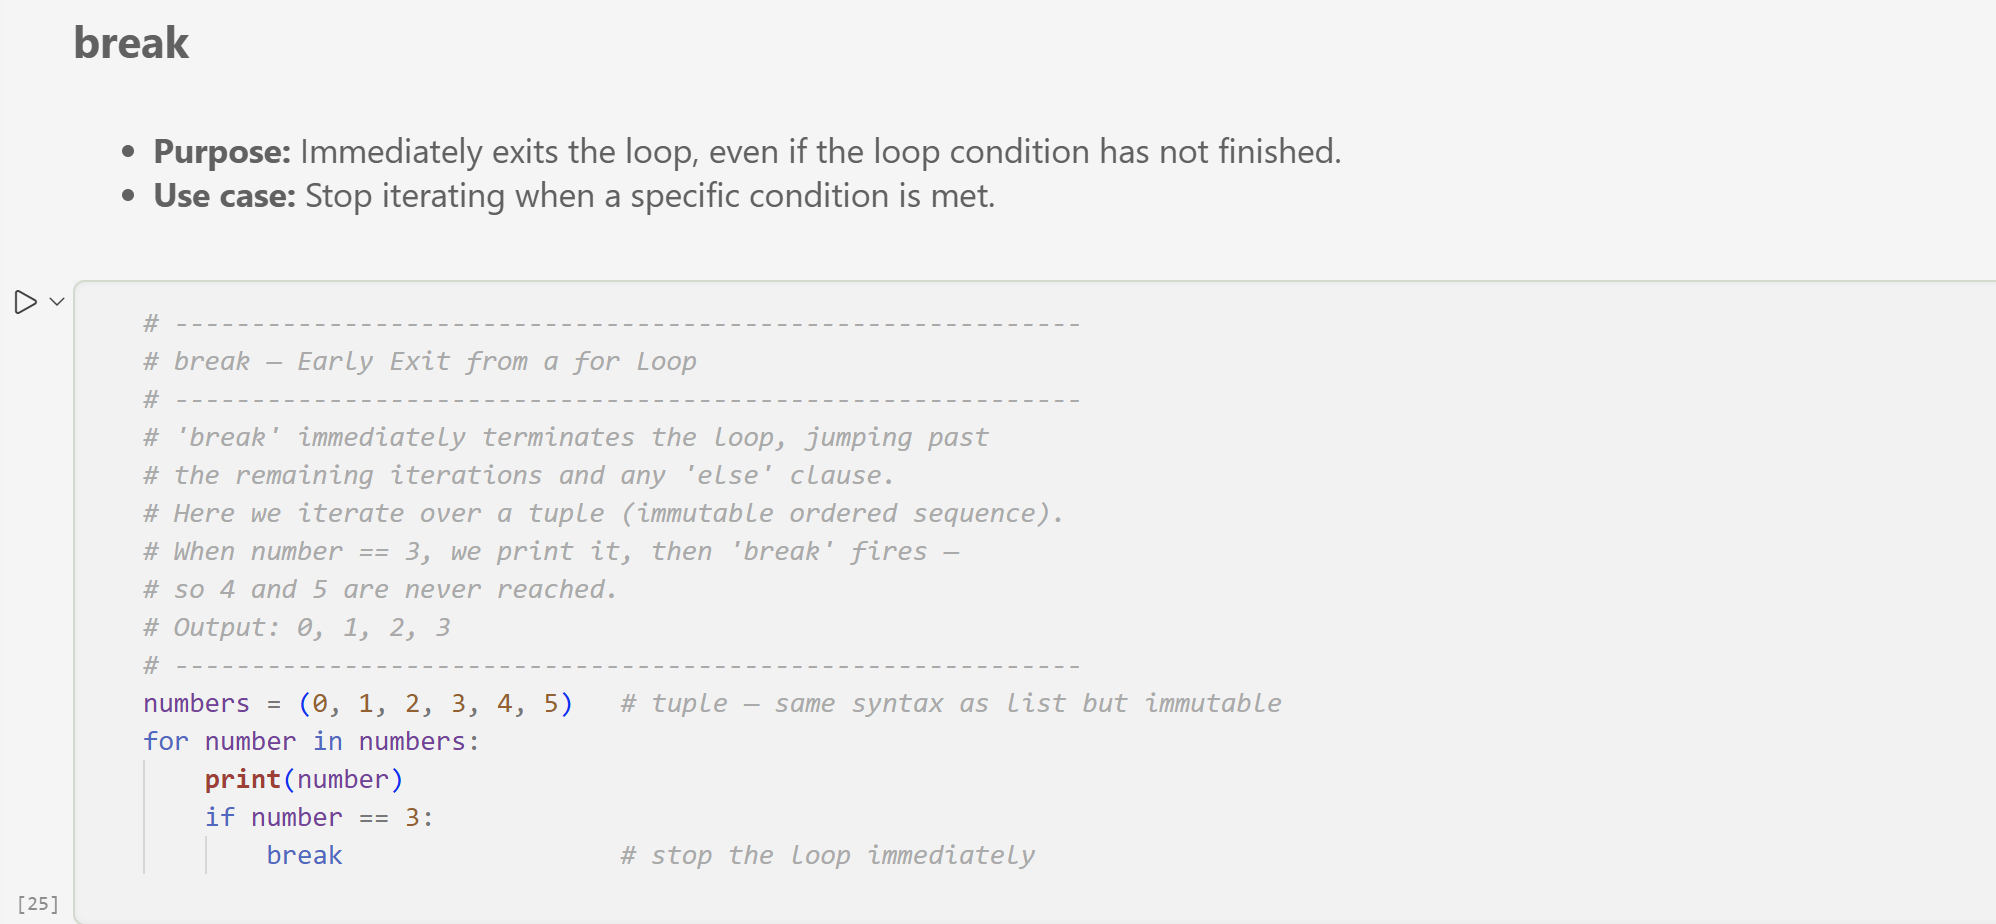 break
• Purpose: Immediately exits the loop, even if the loop condition has not finished.
• Use case: Stop iterating when a specific condition is met.
# -----------------------------------------------------------
# break — Early Exit from a for Loop
# -----------------------------------------------------------
# 'break' immediately terminates the loop, jumping past
# the remaining iterations and any 'else' clause.
# Here we iterate over a tuple (immutable ordered sequence).
# When number == 3, we print it, then 'break' fires —
# so 4 and 5 are never reached.
# Output: 0, 1, 2, 3
# -----------------------------------------------------------
numbers = (0, 1, 2, 3, 4, 5)   # tuple — same syntax as list but immutable
for number in numbers:
    print(number)
    if number == 3:
        break                  # stop the loop immediately
[25]